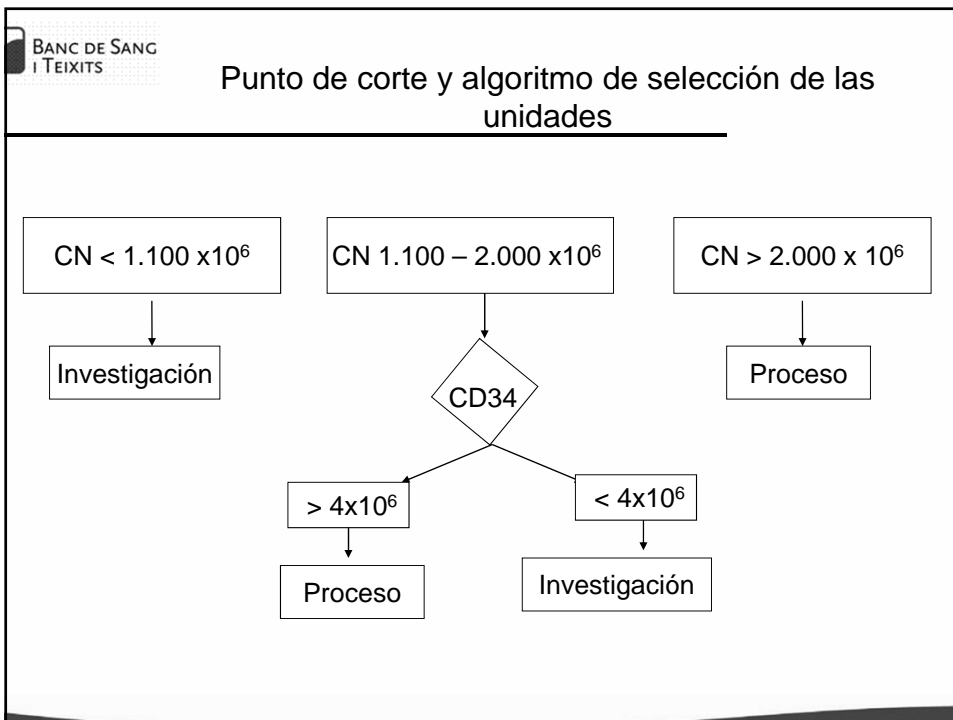 BANC DE SANG
I TEIXITS
Punto de corte y algoritmo de selección de las
unidades
CN < 1.100 x10⁶
CN 1.100 – 2.000 x10⁶
CN > 2.000 x 10⁶
Investigación
CD34
Proceso
> 4x10⁶
< 4x10⁶
Proceso
Investigación